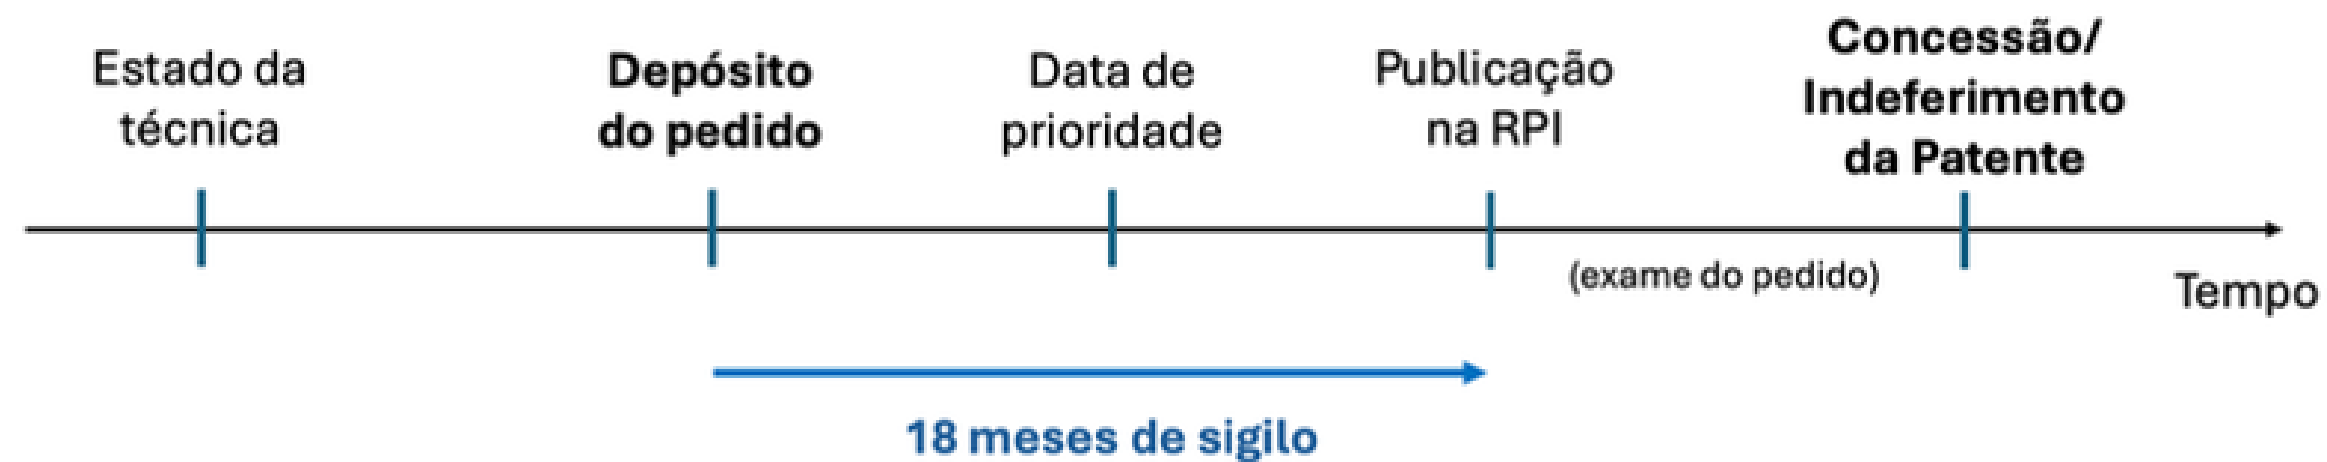 Estado da
técnica
Depósito
do pedido
Data de
prioridade
Publicação
na RPI
Concessão/
Indeferimento
da Patente
(exame do pedido)
Tempo
18 meses de sigilo